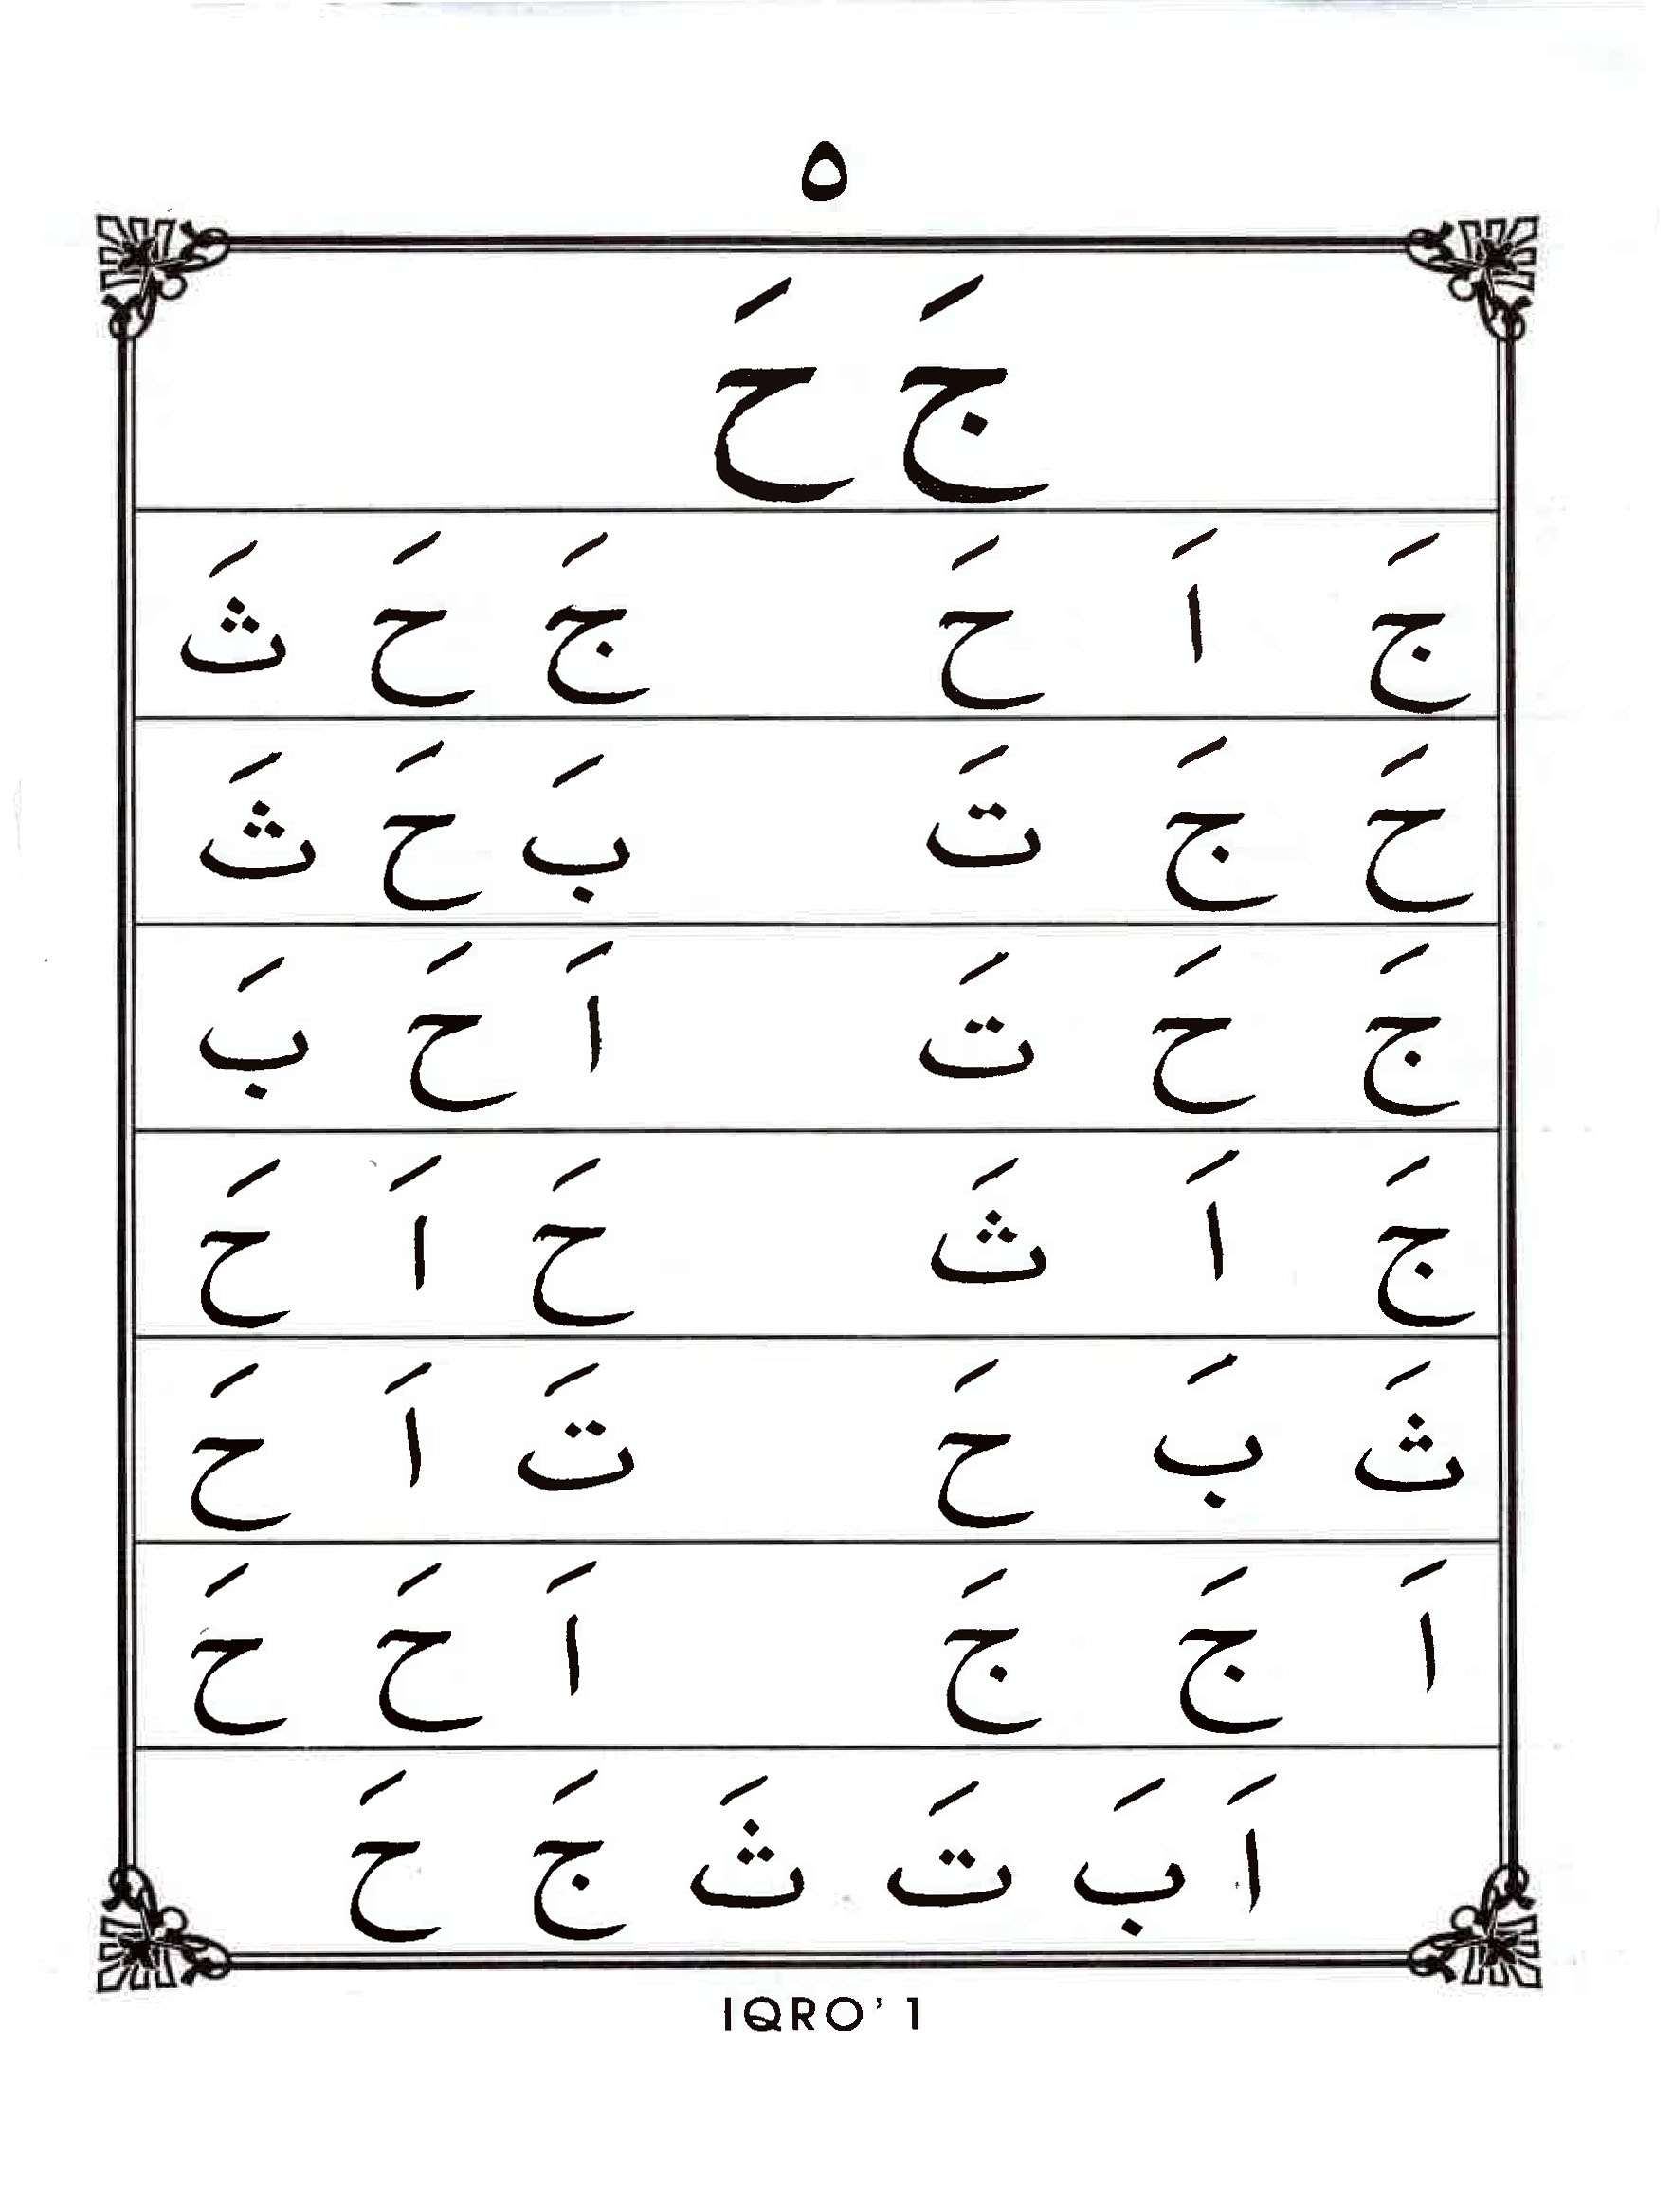 ٥
جَ حَ
جَ اَ حَ جَ حَ ثَ
حَ جَ تَ بَ حَ ثَ
جَ حَ تَ اَ حَ بَ
جَ اَ ثَ حَ اَ حَ
ثَ بَ حَ تَ اَ حَ
اَ جَ جَ اَ حَ حَ
اَ بَ تَ ثَ جَ حَ
IQRO' 1